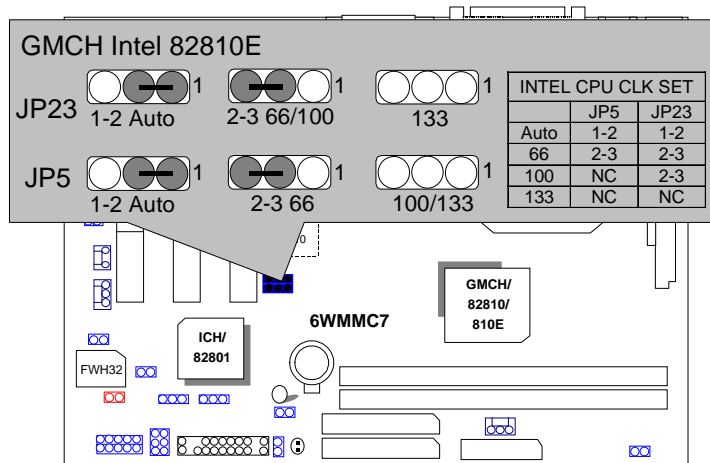 GMCH Intel 82810E
JP23
1
1-2 Auto
1
2-3 66/100
1
133
JP5
1
1-2 Auto
1
2-3 66
1
100/133
INTEL CPU CLK SET
JP5 JP23
Auto 1-2 1-2
66 2-3 2-3
100 NC 2-3
133 NC NC
GMCH/
82810/
810E
6WMMC7
ICH/
82801
FWH32